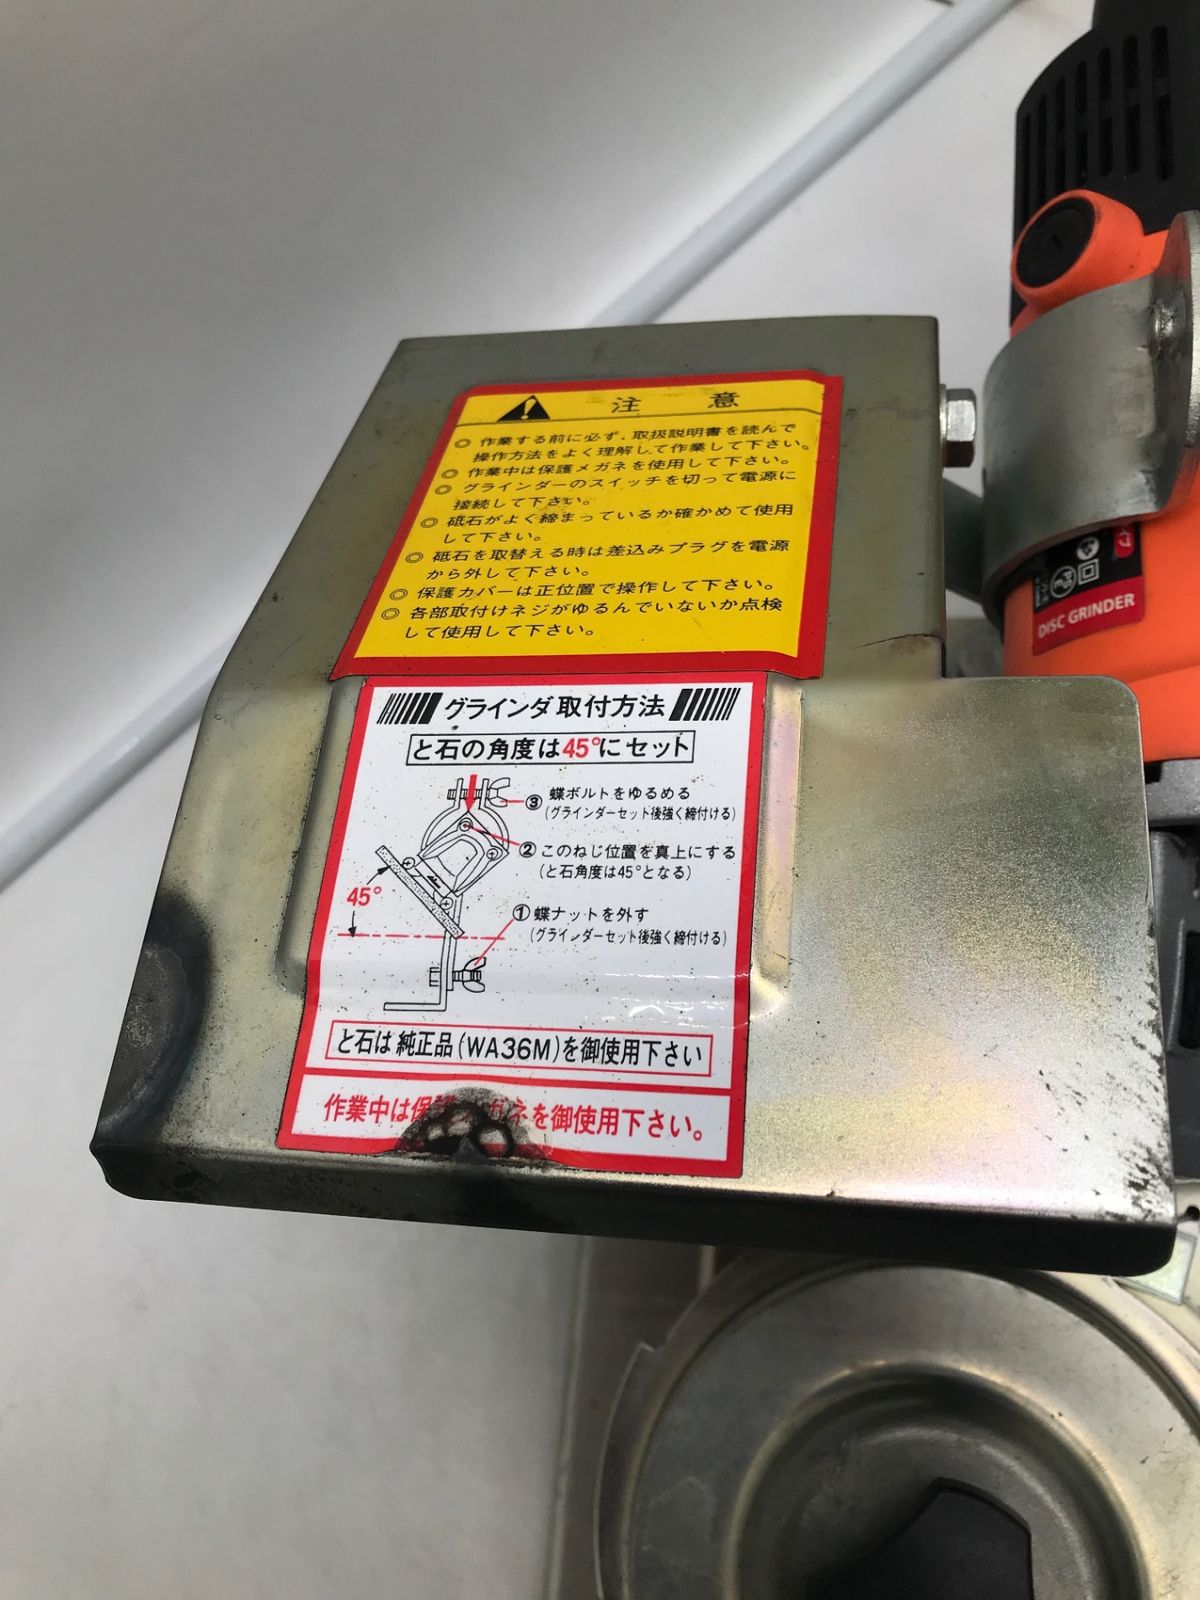 注意
◎ 作業する前に必ず、取扱説明書を読んで
操作方法をよく理解して作業して下さい。
◎ 作業中は保護メガネを使用して下さい。
◎ グラインダーのスイッチを切って電源に
接続して下さい。
◎ 砥石がよく締まっているか確かめて使用
して下さい。
◎ 砥石を取替える時は差込みプラグを電源
から外して下さい。
◎ 保護カバーは正位置で操作して下さい。
◎ 各部取付けネジがゆるんでいないか点検
して使用して下さい。
DISC GRINDER
グラインダ取付方法
と石の角度は45°にセット
③ 蝶ボルトをゆるめる
(グラインダーセット後強く締付ける)
② このねじ位置を真上にする
(と石角度は45°となる)
45°
① 蝶ナットを外す
(グラインダーセット後強く締付ける)
と石は純正品(WA36M)を御使用下さい
作業中は保護メガネを御使用下さい。